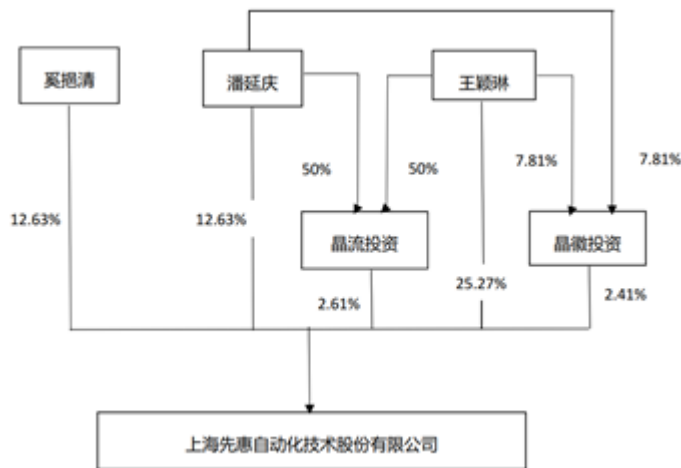 奚挹清
潘延庆
王颖琳
50%
50%
7.81%
7.81%
12.63%
12.63%
晶流投资
晶徽投资
2.61%
25.27%
2.41%
上海先惠自动化技术股份有限公司